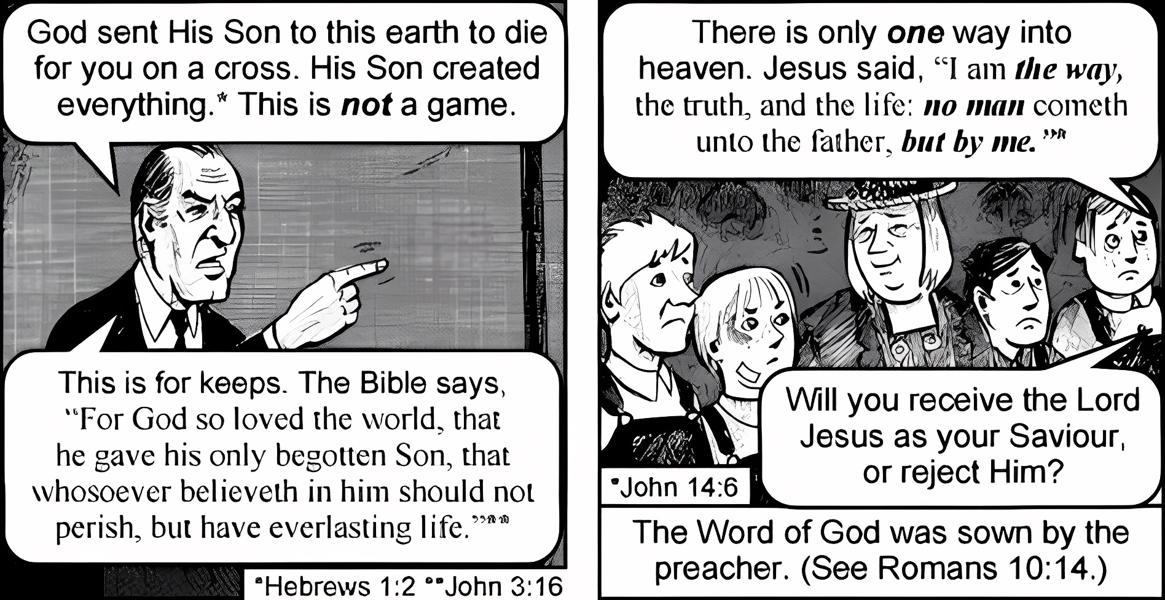 God sent His Son to this earth to die
for you on a cross. His Son created
everything.* This is not a game.
This is for keeps. The Bible says,
“For God so loved the world, that
he gave his only begotten Son, that
whosoever believeth in him should not
perish, but have everlasting life.”**
*Hebrews 1:2 **John 3:16
There is only one way into
heaven. Jesus said, “I am the way,
the truth, and the life: no man cometh
unto the father, but by me.”*
Will you receive the Lord
Jesus as your Saviour,
or reject Him?
*John 14:6
The Word of God was sown by the
preacher. (See Romans 10:14.)